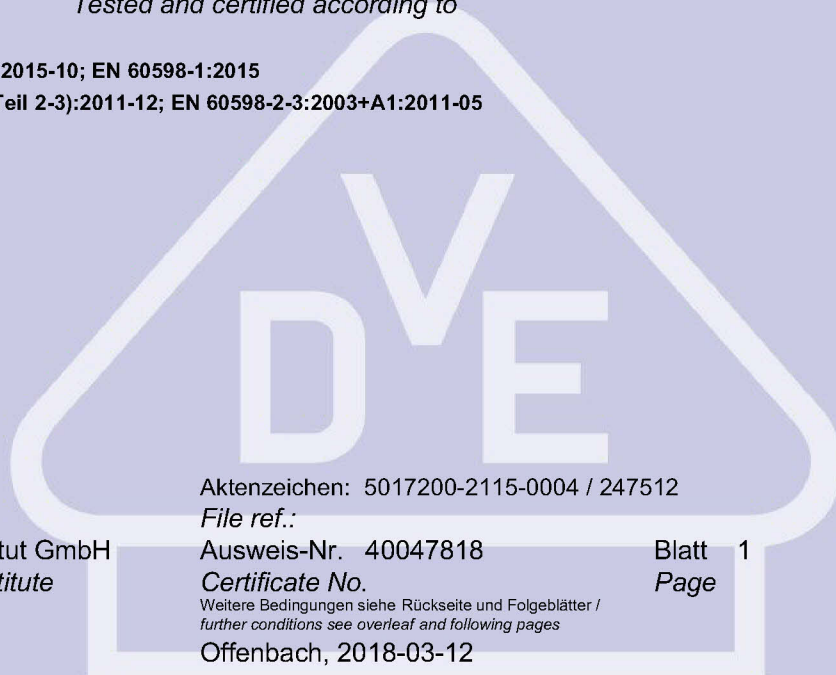 Tested and certified according to
2015-10; EN 60598-1:2015
Teil 2-3):2011-12; EN 60598-2-3:2003+A1:2011-05
VDE
Aktenzeichen: 5017200-2115-0004 / 247512
File ref.:
tut GmbH Ausweis-Nr. 40047818 Blatt 1
titute Certificate No. Page
Weitere Bedingungen siehe Rückseite und Folgeblätter /
further conditions see overleaf and following pages
Offenbach, 2018-03-12